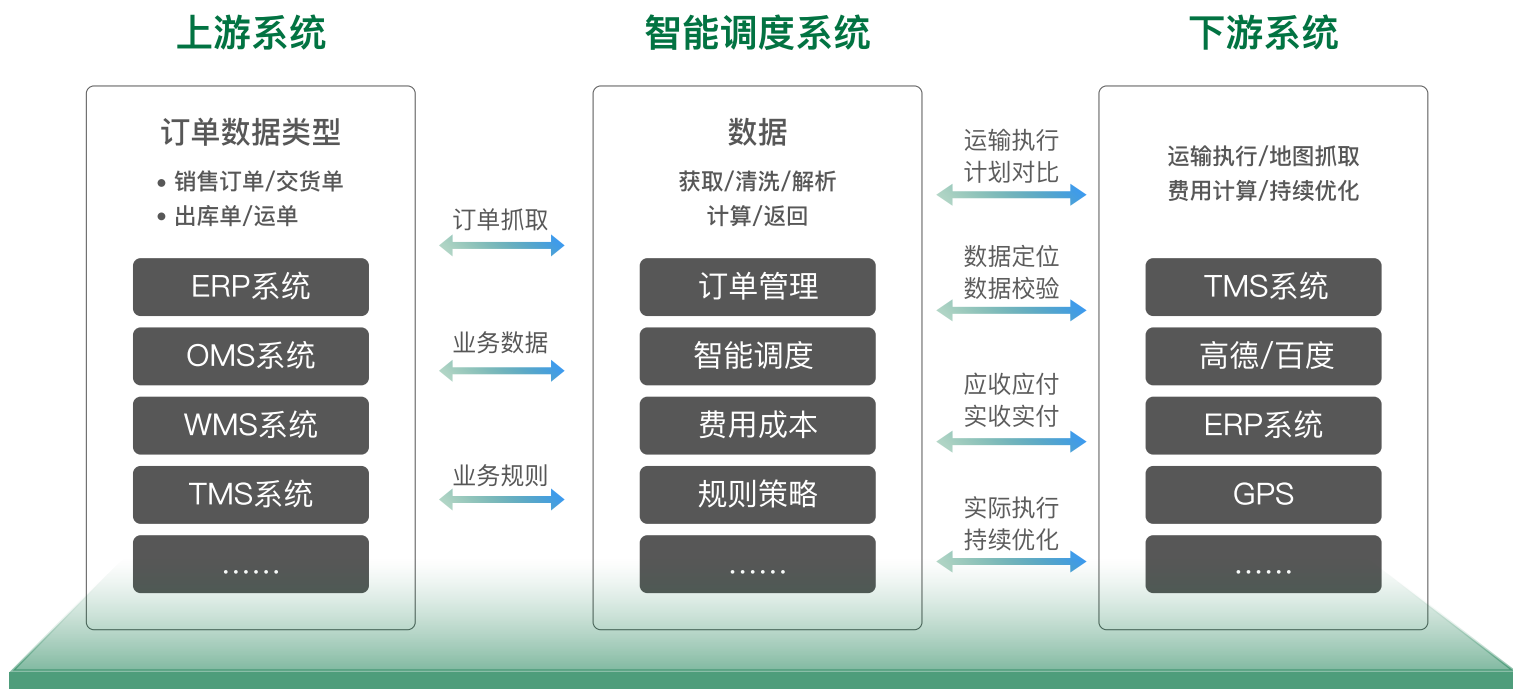 上游系统
订单数据类型
• 销售订单/交货单
• 出库单/运单
ERP系统
OMS系统
WMS系统
TMS系统
……
订单抓取
业务数据
业务规则
智能调度系统
数据
获取/清洗/解析
计算/返回
订单管理
智能调度
费用成本
规则策略
……
运输执行
计划对比
数据定位
数据校验
应收应付
实收实付
实际执行
持续优化
下游系统
运输执行/地图抓取
费用计算/持续优化
TMS系统
高德/百度
ERP系统
GPS
……